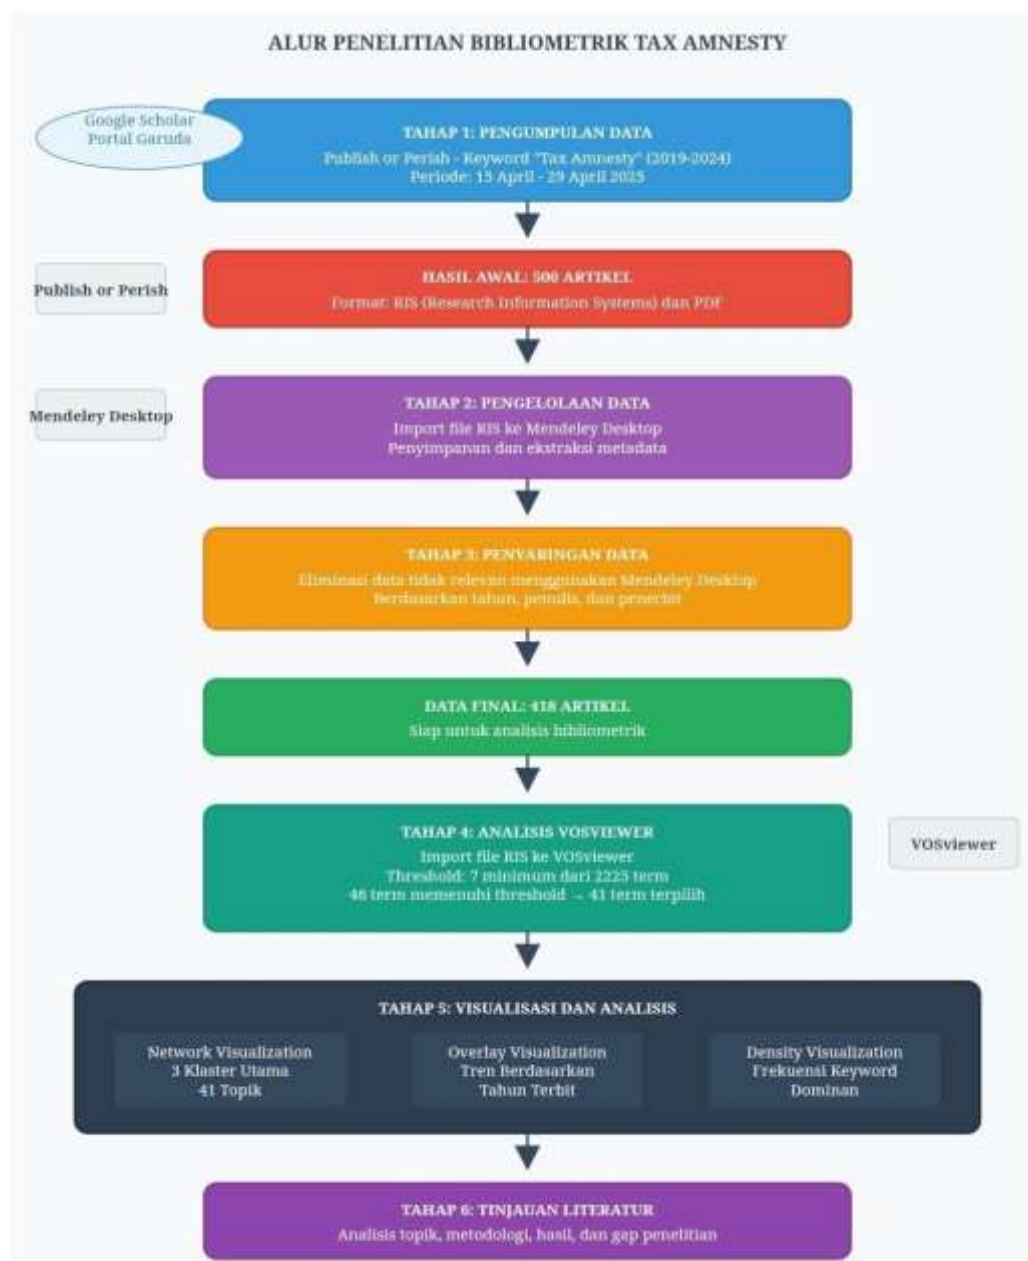 ALUR PENELITIAN BIBLIOMETRIK TAX AMNESTY
Google Scholar
Portal Garuda
TAHAP 1: PENGUMPULAN DATA
Publish or Perish - Keyword "Tax Amnesty" (2019-2024)
Periode: 15 April - 29 April 2025
Publish or Perish
HASIL AWAL: 500 ARTIKEL
Format: RIS (Research Information Systems) dan PDF
Mendeley Desktop
TAHAP 2: PENGELOLAAN DATA
Import file RIS ke Mendeley Desktop
Penyimpanan dan ekstraksi metadata
TAHAP 3: PENYARINGAN DATA
Eliminasi data tidak relevan menggunakan Mendeley Desktop
Berdasarkan tahun, penulis, dan penerbit
DATA FINAL: 418 ARTIKEL
Siap untuk analisis bibliometrik
TAHAP 4: ANALISIS VOSVIEWER
Import file RIS ke VOSviewer
Threshold: 7 minimum dari 2225 term
46 term memenuhi threshold → 41 term terpilih
VOSviewer
TAHAP 5: VISUALISASI DAN ANALISIS
Network Visualization
3 Klaster Utama
41 Topik
Overlay Visualization
Tren Berdasarkan
Tahun Terbit
Density Visualization
Frekuensi Keyword
Dominan
TAHAP 6: TINJAUAN LITERATUR
Analisis topik, metodologi, hasil, dan gap penelitian